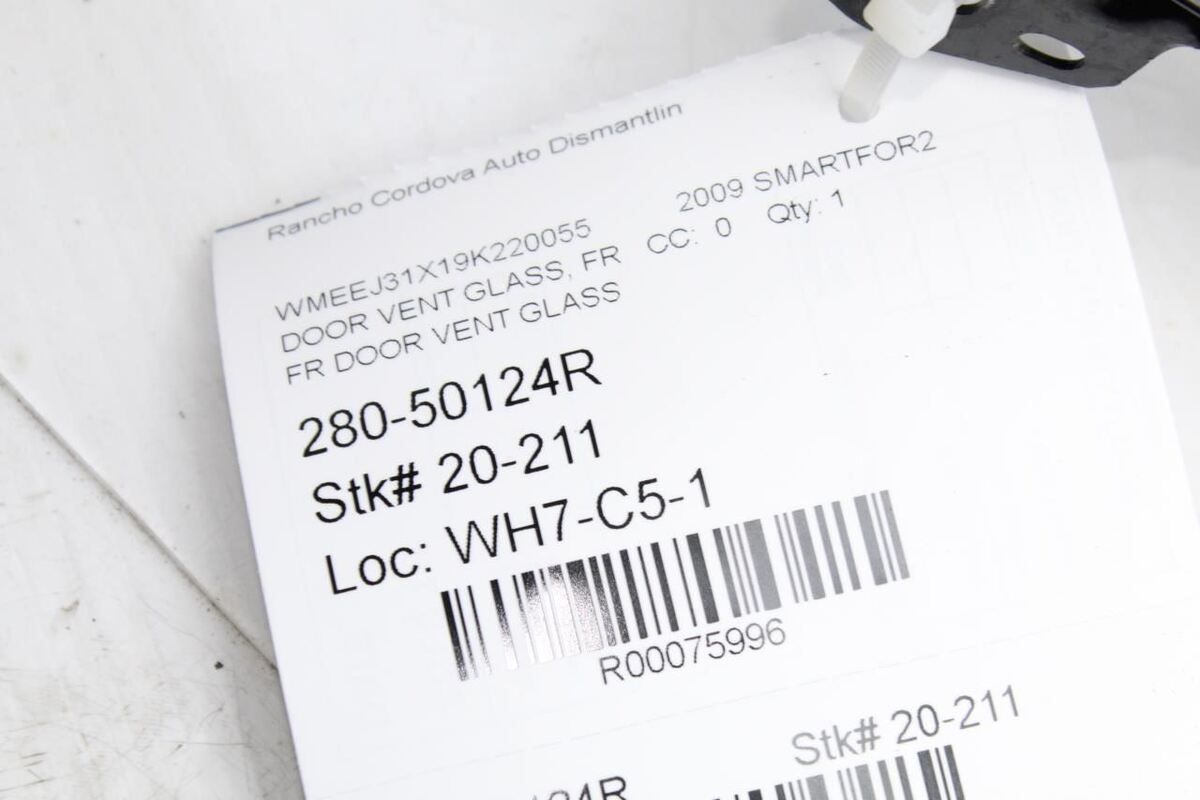 Rancho Cordova Auto Dismantlin
WMEEJ31X19K220055 2009 SMARTFOR2
DOOR VENT GLASS, FR CC: 0 Qty: 1
FR DOOR VENT GLASS
280-50124R
Stk# 20-211
Loc: WH7-C5-1
R00075996
Stk# 20-211